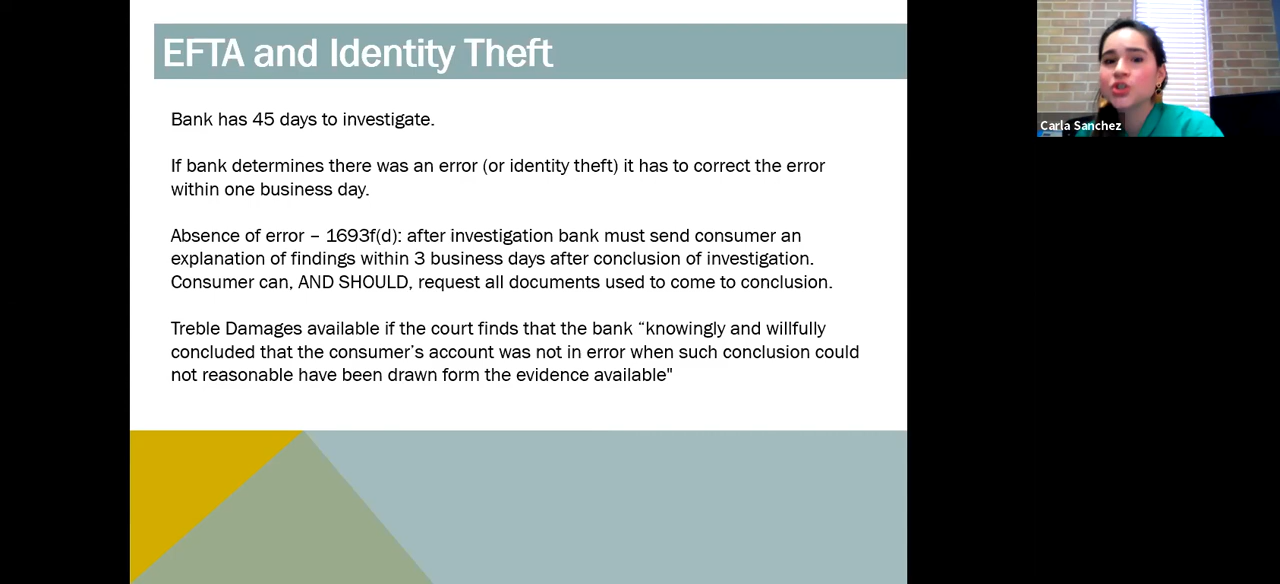 EFTA and Identity Theft
Carla Sanchez
Bank has 45 days to investigate.
If bank determines there was an error (or identity theft) it has to correct the error
within one business day.
Absence of error – 1693f(d): after investigation bank must send consumer an
explanation of findings within 3 business days after conclusion of investigation.
Consumer can, AND SHOULD, request all documents used to come to conclusion.
Treble Damages available if the court finds that the bank “knowingly and willfully
concluded that the consumer’s account was not in error when such conclusion could
not reasonable have been drawn form the evidence available"